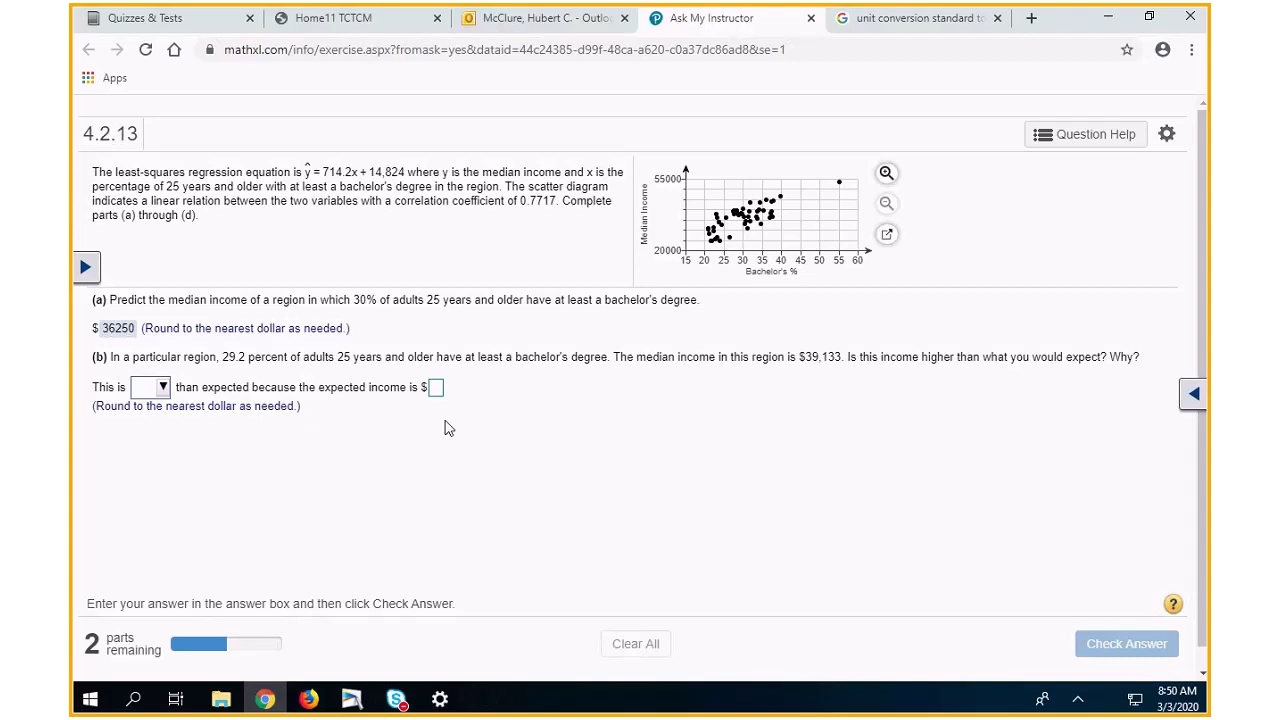 Quizzes & Tests
Home11 TCTCM
McClure, Hubert C. - Outlo
Ask My Instructor
unit conversion standard to
mathxl.com/info/exercise.aspx?fromask=yes&dataid=44c24385-d99f-48ca-a620-c0a37dc86ad8&se=1
Apps
4.2.13
Question Help
The least-squares regression equation is ŷ = 714.2x + 14,824 where y is the median income and x is the
percentage of 25 years and older with at least a bachelor's degree in the region. The scatter diagram
indicates a linear relation between the two variables with a correlation coefficient of 0.7717. Complete
parts (a) through (d).
55000
Median Income
20000
15 20 25 30 35 40 45 50 55 60
Bachelor's %
(a) Predict the median income of a region in which 30% of adults 25 years and older have at least a bachelor's degree.
$ 36250 (Round to the nearest dollar as needed.)
(b) In a particular region, 29.2 percent of adults 25 years and older have at least a bachelor's degree. The median income in this region is $39,133. Is this income higher than what you would expect? Why?
This is than expected because the expected income is $
(Round to the nearest dollar as needed.)
Enter your answer in the answer box and then click Check Answer.
?
2 parts
remaining
Clear All
Check Answer
8:50 AM
3/3/2020